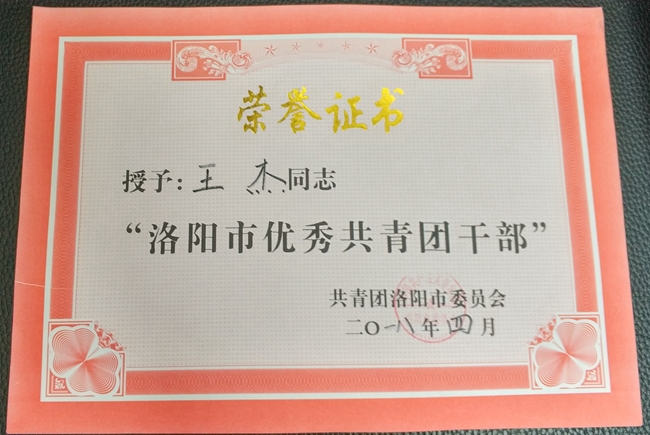 荣誉证书
授予：王 杰同志
“洛阳市优秀共青团干部”
共青团洛阳市委员会
二〇一八年四月